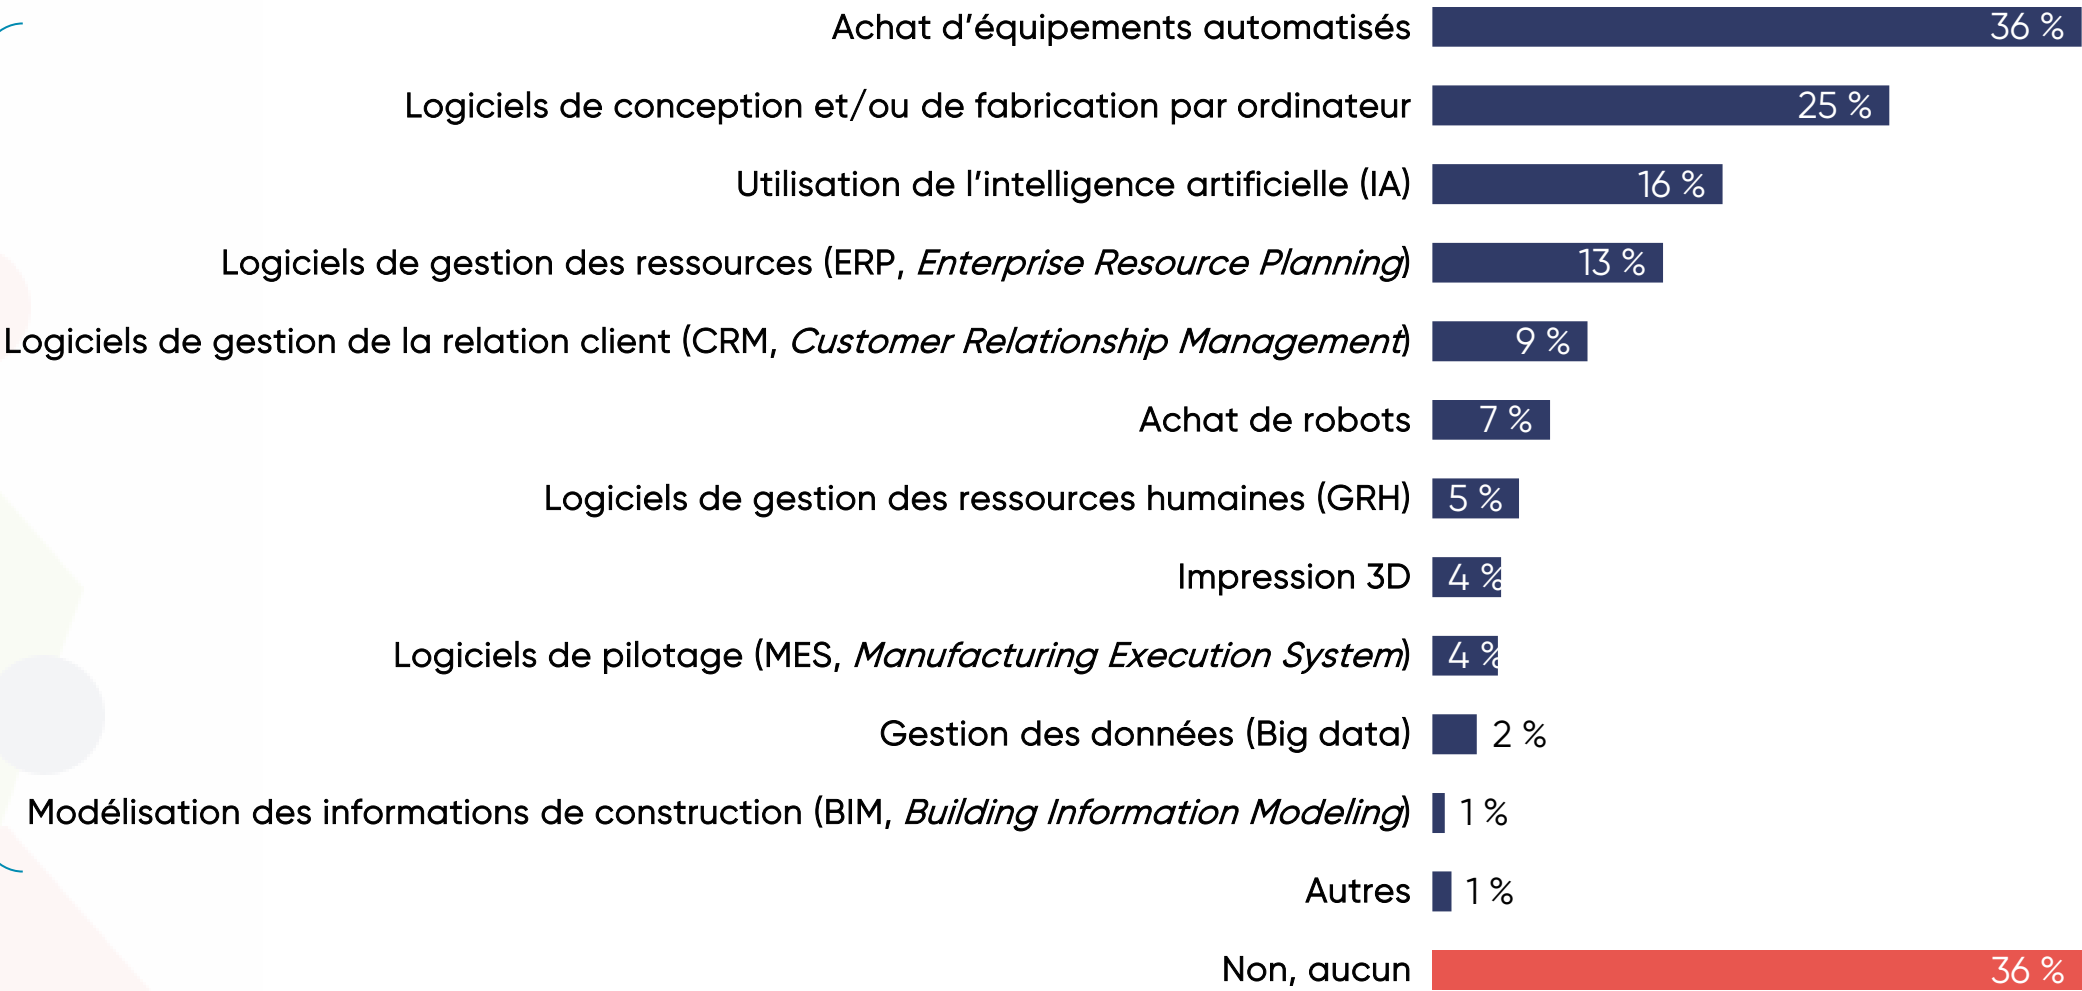 Achat d’équipements automatisés 36 %
Logiciels de conception et/ou de fabrication par ordinateur 25 %
Utilisation de l’intelligence artificielle (IA) 16 %
Logiciels de gestion des ressources (ERP, Enterprise Resource Planning) 13 %
Logiciels de gestion de la relation client (CRM, Customer Relationship Management) 9 %
Achat de robots 7 %
Logiciels de gestion des ressources humaines (GRH) 5 %
Impression 3D 4 %
Logiciels de pilotage (MES, Manufacturing Execution System) 4 %
Gestion des données (Big data) 2 %
Modélisation des informations de construction (BIM, Building Information Modeling) 1 %
Autres 1 %
Non, aucun 36 %